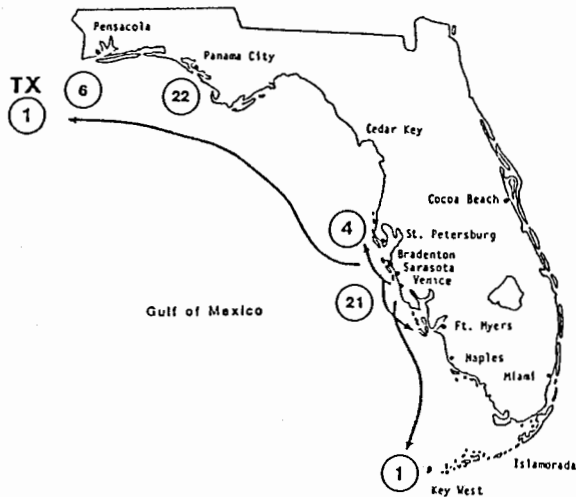 Pensacola
Panama City
TX
6
22
1
Cedar Key
Cocoa Beach
4
St. Petersburg
Bradenton
Sarasota
Venice
21
Gulf of Mexico
Ft. Myers
Naples
Miami
1
Islamorada
Key West